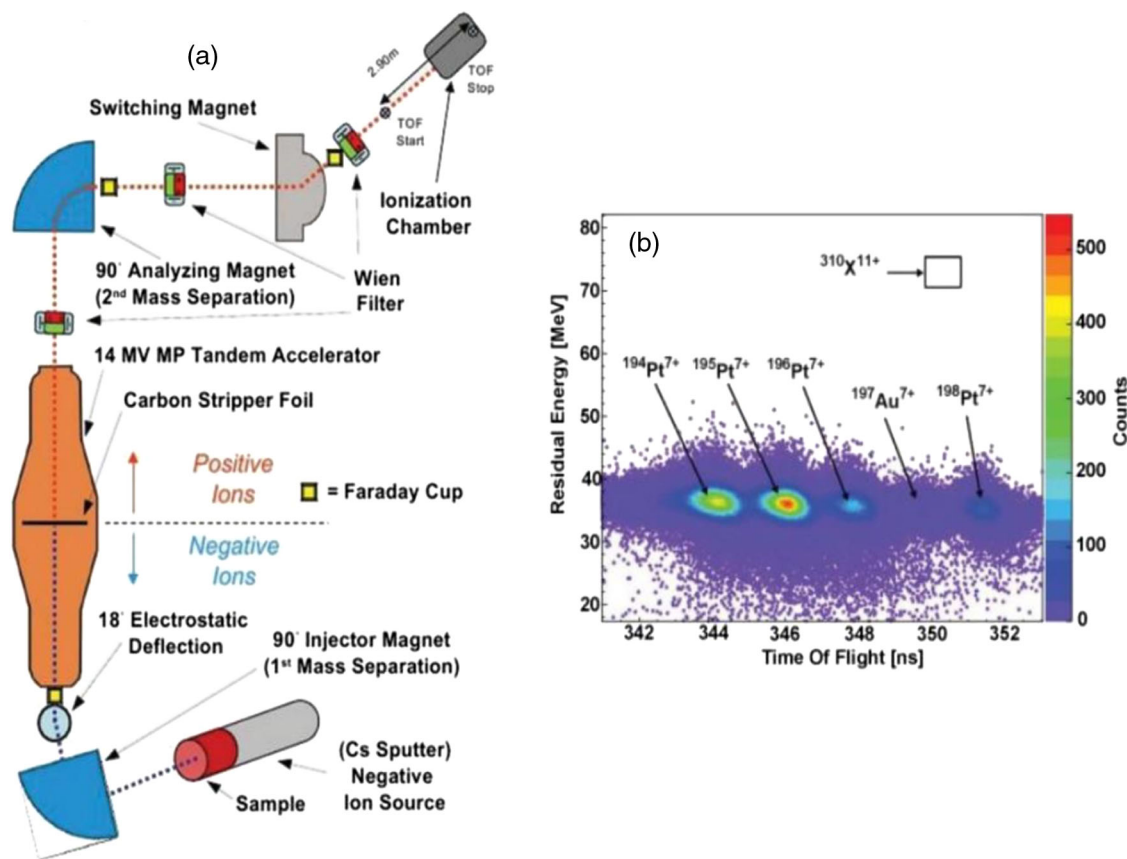 (a)
2.90m
TOF
Stop
TOF
Start
Switching Magnet
Ionization
Chamber
90° Analyzing Magnet
(2nd Mass Separation)
Wien
Filter
14 MV MP Tandem Accelerator
Carbon Stripper Foil
Positive
Ions
= Faraday Cup
Negative
Ions
18° Electrostatic
Deflection
90° Injector Magnet
(1st Mass Separation)
(Cs Sputter)
Negative
Ion Source
Sample
(b)
310X11+
194Pt7+
195Pt7+
196Pt7+
197Au7+
198Pt7+
Residual Energy [MeV]
80
70
60
50
40
30
20
342
344
346
348
350
352
Time Of Flight [ns]
500
400
300
200
100
0
Counts